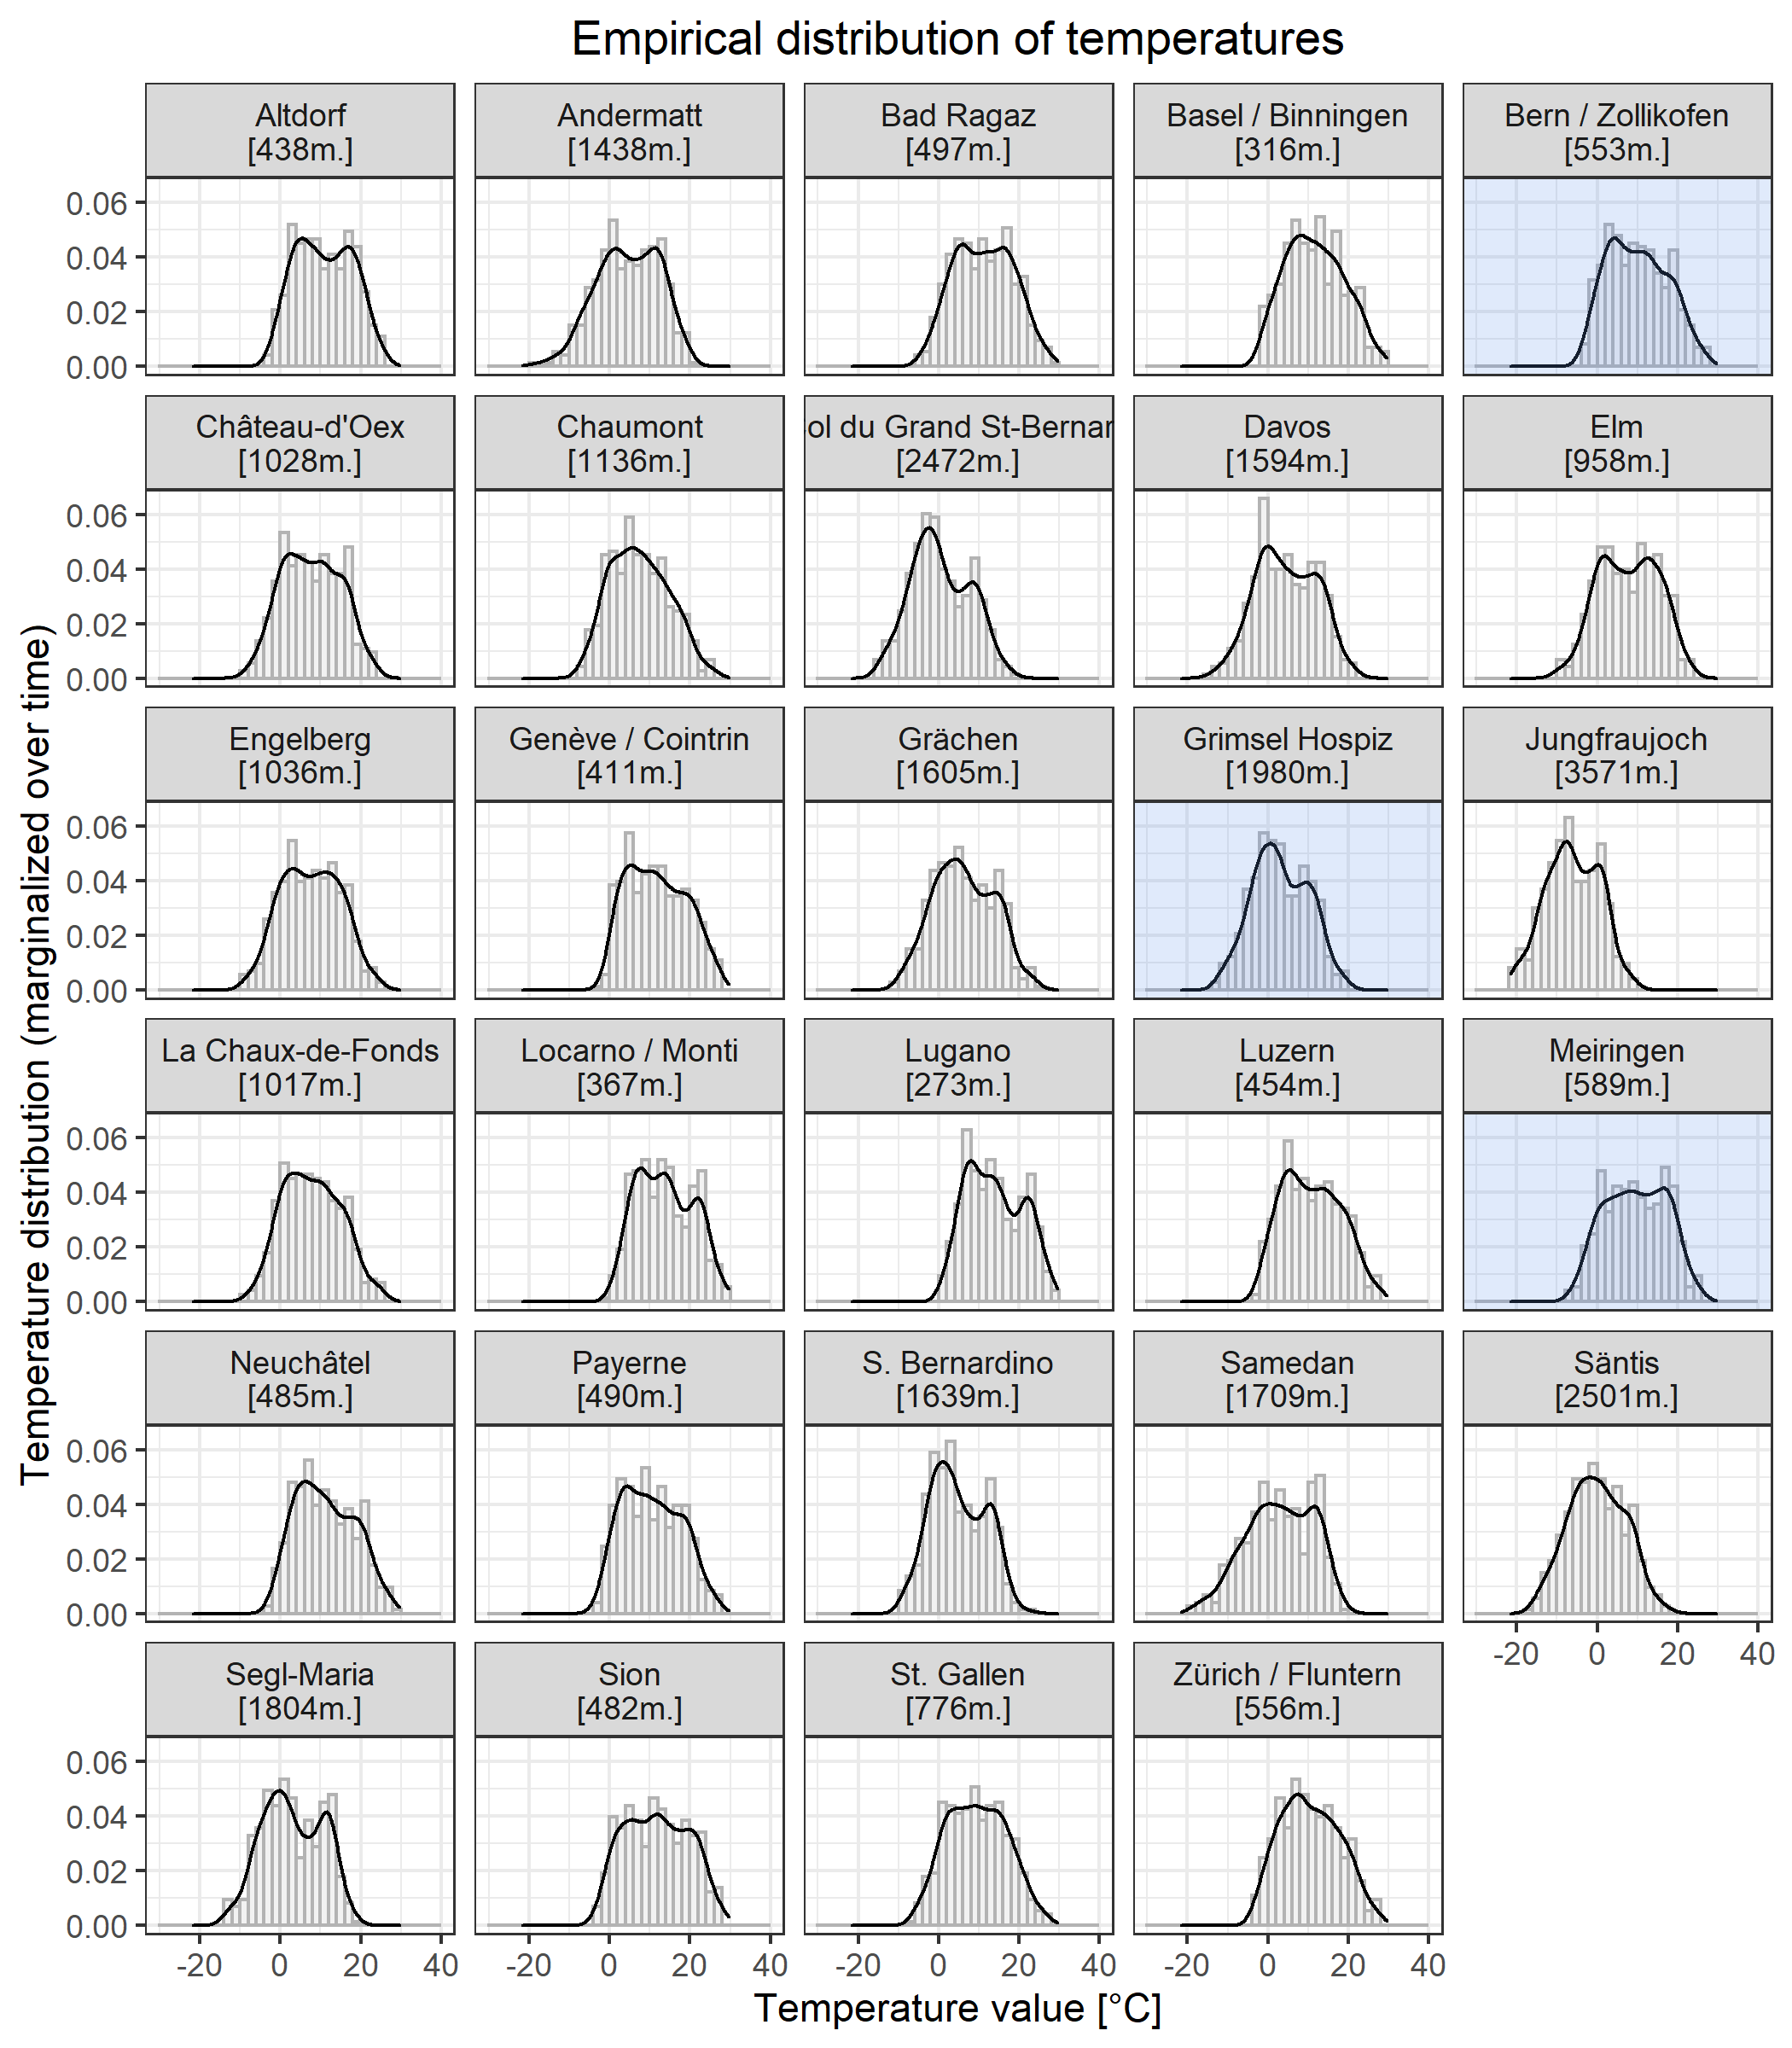 Empirical distribution of temperatures
Altdorf
[438m.]
Andermatt
[1438m.]
Bad Ragaz
[497m.]
Basel / Binningen
[316m.]
Bern / Zollikofen
[553m.]
0.06
0.04
0.02
0.00
Château-d'Oex
[1028m.]
Chaumont
[1136m.]
ol du Grand St-Bernar
[2472m.]
Davos
[1594m.]
Elm
[958m.]
0.06
0.04
0.02
0.00
Engelberg
[1036m.]
Genève / Cointrin
[411m.]
Grächen
[1605m.]
Grimsel Hospiz
[1980m.]
Jungfraujoch
[3571m.]
0.06
0.04
0.02
0.00
La Chaux-de-Fonds
[1017m.]
Locarno / Monti
[367m.]
Lugano
[273m.]
Luzern
[454m.]
Meiringen
[589m.]
0.06
0.04
0.02
0.00
Neuchâtel
[485m.]
Payerne
[490m.]
S. Bernardino
[1639m.]
Samedan
[1709m.]
Säntis
[2501m.]
0.06
0.04
0.02
0.00
-20 0 20 40
Segl-Maria
[1804m.]
Sion
[482m.]
St. Gallen
[776m.]
Zürich / Fluntern
[556m.]
0.06
0.04
0.02
0.00
-20 0 20 40
-20 0 20 40
-20 0 20 40
-20 0 20 40
Temperature value [°C]
Temperature distribution (marginalized over time)